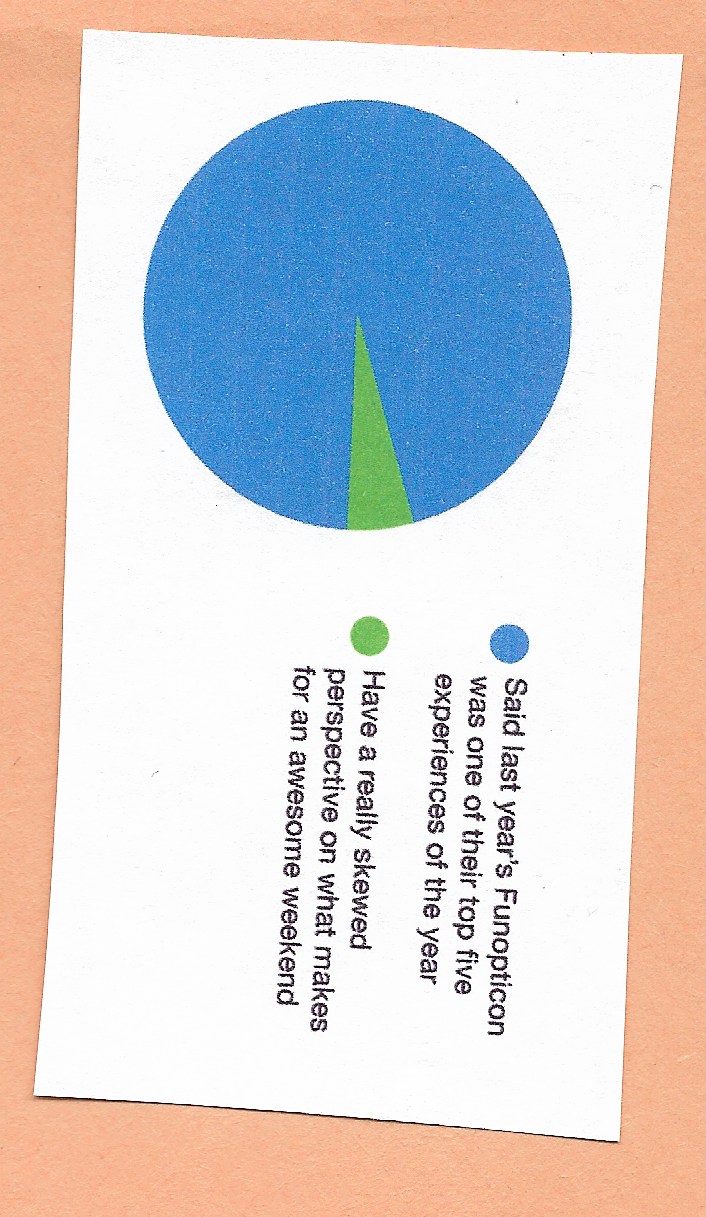 Said last year's Funopticon
was one of their top five
experiences of the year
Have a really skewed
perspective on what makes
for an awesome weekend